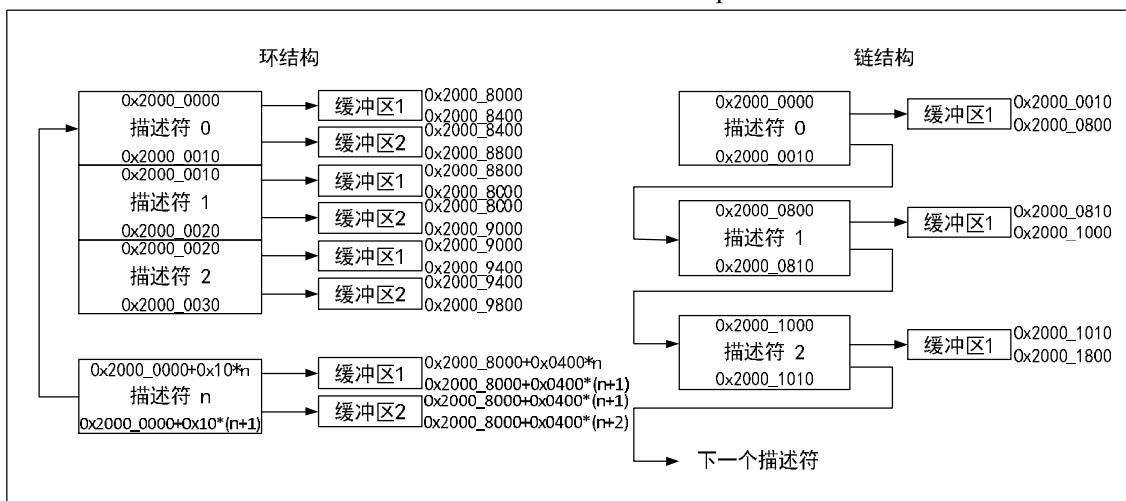 环结构
0x2000_0000
描述符 0
0x2000_0010
0x2000_0010
描述符 1
0x2000_0020
0x2000_0020
描述符 2
0x2000_0030
缓冲区1
0x2000_8000
0x2000_8400
缓冲区2
0x2000_8400
0x2000_8800
缓冲区1
0x2000_8800
0x2000_8C00
缓冲区2
0x2000_8C00
0x2000_9000
缓冲区1
0x2000_9000
0x2000_9400
缓冲区2
0x2000_9400
0x2000_9800
0x2000_0000+0x10*n
描述符 n
0x2000_0000+0x10*(n+1)
缓冲区1
0x2000_8000+0x0400*n
0x2000_8000+0x0400*(n+1)
缓冲区2
0x2000_8000+0x0400*(n+1)
0x2000_8000+0x0400*(n+2)
链结构
0x2000_0000
描述符 0
0x2000_0010
缓冲区1
0x2000_0010
0x2000_0800
0x2000_0800
描述符 1
0x2000_0810
缓冲区1
0x2000_0810
0x2000_1000
0x2000_1000
描述符 2
0x2000_1010
缓冲区1
0x2000_1010
0x2000_1800
下一个描述符